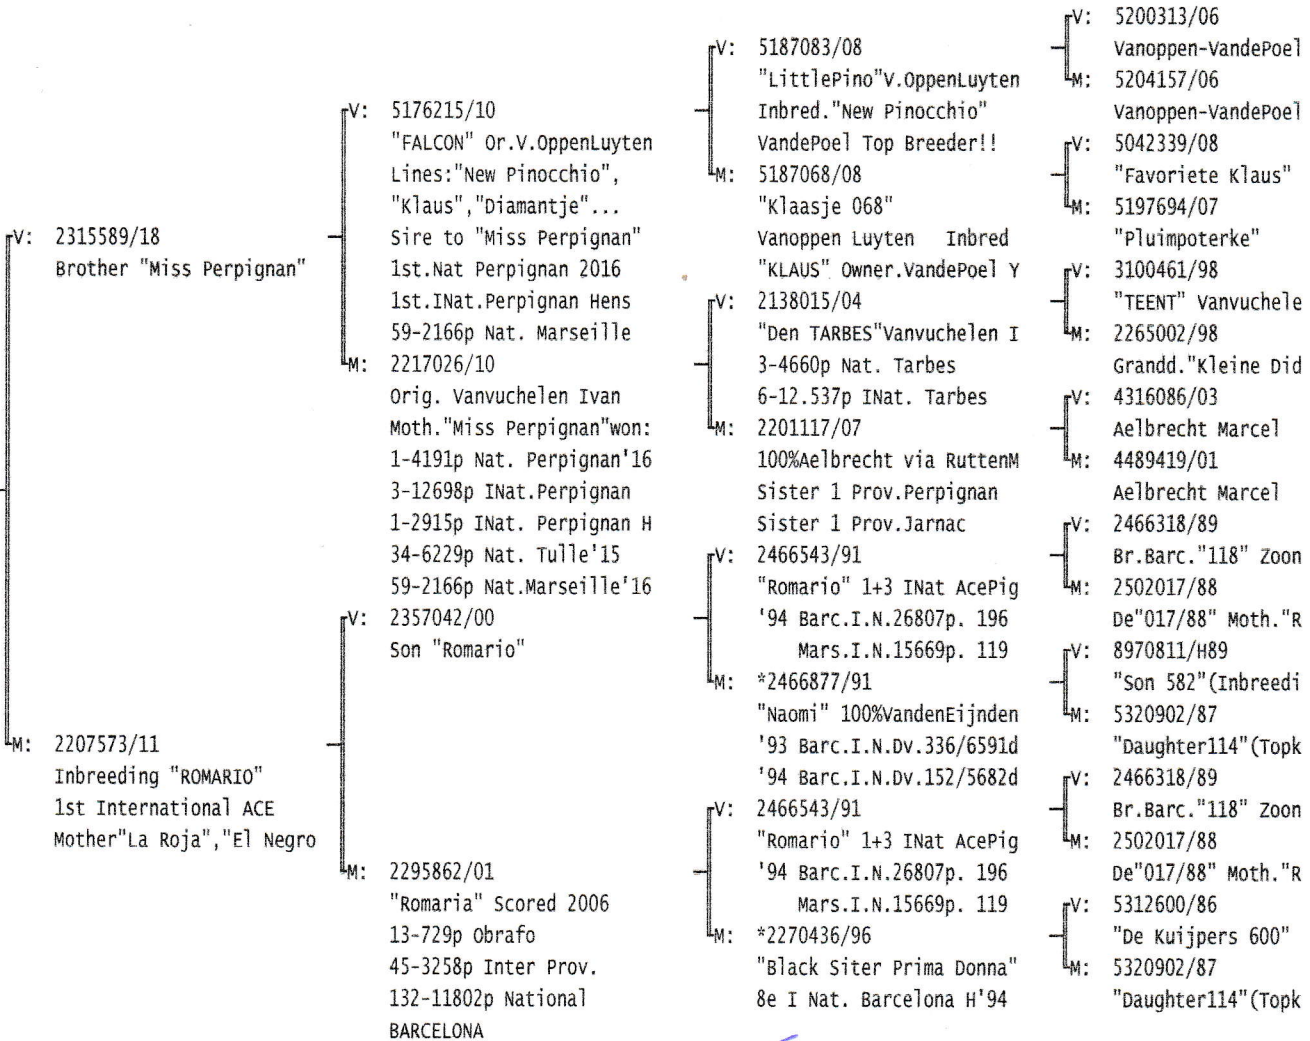 V: 2315589/18
Brother "Miss Perpignan"
M: 2207573/11
Inbreeding "ROMARIO"
1st International ACE
Mother"La Roja","El Negro
V: 5176215/10
"FALCON" Or.V.OppenLuyten
Lines:"New Pinocchio",
"Klaus","Diamantje"...
Sire to "Miss Perpignan"
1st.Nat Perpignan 2016
1st.INat.Perpignan Hens
59-2166p Nat. Marseille
M: 2217026/10
Orig. Vanvuchelen Ivan
Moth."Miss Perpignan"won:
1-4191p Nat. Perpignan'16
3-12698p INat.Perpignan
1-2915p INat. Perpignan H
34-6229p Nat. Tulle'15
59-2166p Nat.Marseille'16
V: 2357042/00
Son "Romario"
M: 2295862/01
"Romaria" Scored 2006
13-729p Obrafo
45-3258p Inter Prov.
132-11802p National
BARCELONA
V: 5187083/08
"LittlePino"V.OppenLuyten
Inbred."New Pinocchio"
VandePoel Top Breeder!!
M: 5187068/08
"Klaasje 068"
Vanoppen Luyten Inbred
"KLAUS" Owner.VandePoel Y
V: 2138015/04
"Den TARBES"Vanvuchelen I
3-4660p Nat. Tarbes
6-12.537p INat. Tarbes
M: 2201117/07
100%Aelbrecht via RuttenM
Sister 1 Prov.Perpignan
Sister 1 Prov.Jarnac
V: 2466543/91
"Romario" 1+3 INat AcePig
'94 Barc.I.N.26807p. 196
Mars.I.N.15669p. 119
M: *2466877/91
"Naomi" 100%VandenEijnden
'93 Barc.I.N.Dv.336/6591d
'94 Barc.I.N.Dv.152/5682d
V: 2466543/91
"Romario" 1+3 INat AcePig
'94 Barc.I.N.26807p. 196
Mars.I.N.15669p. 119
M: *2270436/96
"Black Siter Prima Donna"
8e I Nat. Barcelona H'94
V: 5200313/06
Vanoppen-VandePoel
M: 5204157/06
Vanoppen-VandePoel
V: 5042339/08
"Favoriete Klaus"
M: 5197694/07
"Pluimpoterke"
V: 3100461/98
"TEENT" Vanvuchele
M: 2265002/98
Grandd."Kleine Did
V: 4316086/03
Aelbrecht Marcel
M: 4489419/01
Aelbrecht Marcel
V: 2466318/89
Br.Barc."118" Zoon
M: 2502017/88
De"017/88" Moth."R
V: 8970811/H89
"Son 582"(Inbreedi
M: 5320902/87
"Daughter114"(Topk
V: 2466318/89
Br.Barc."118" Zoon
M: 2502017/88
De"017/88" Moth."R
V: 5312600/86
"De Kuijpers 600"
M: 5320902/87
"Daughter114"(Topk